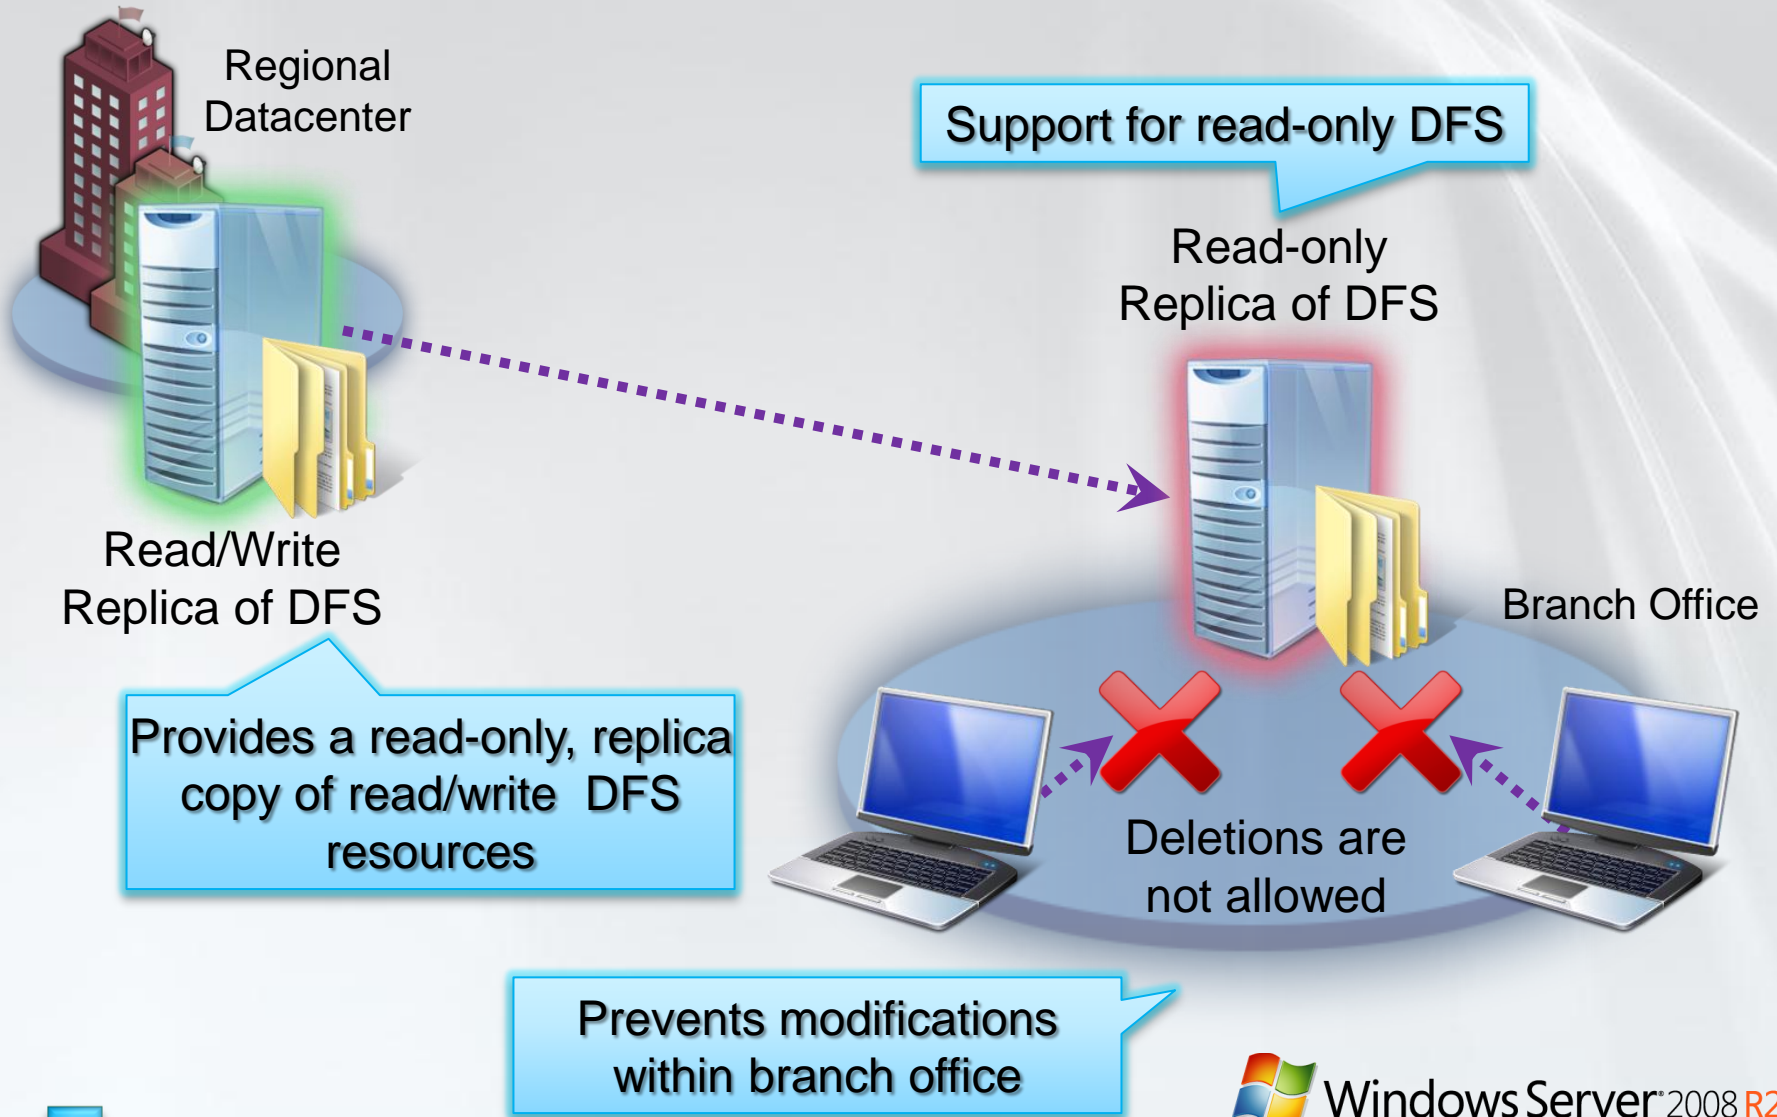 Regional
Datacenter
Support for read-only DFS
Read-only
Replica of DFS
Read/Write
Replica of DFS
Branch Office
Provides a read-only, replica
copy of read/write  DFS
resources
Deletions are
not allowed
Prevents modifications
within branch office
Windows Server 2008 R2